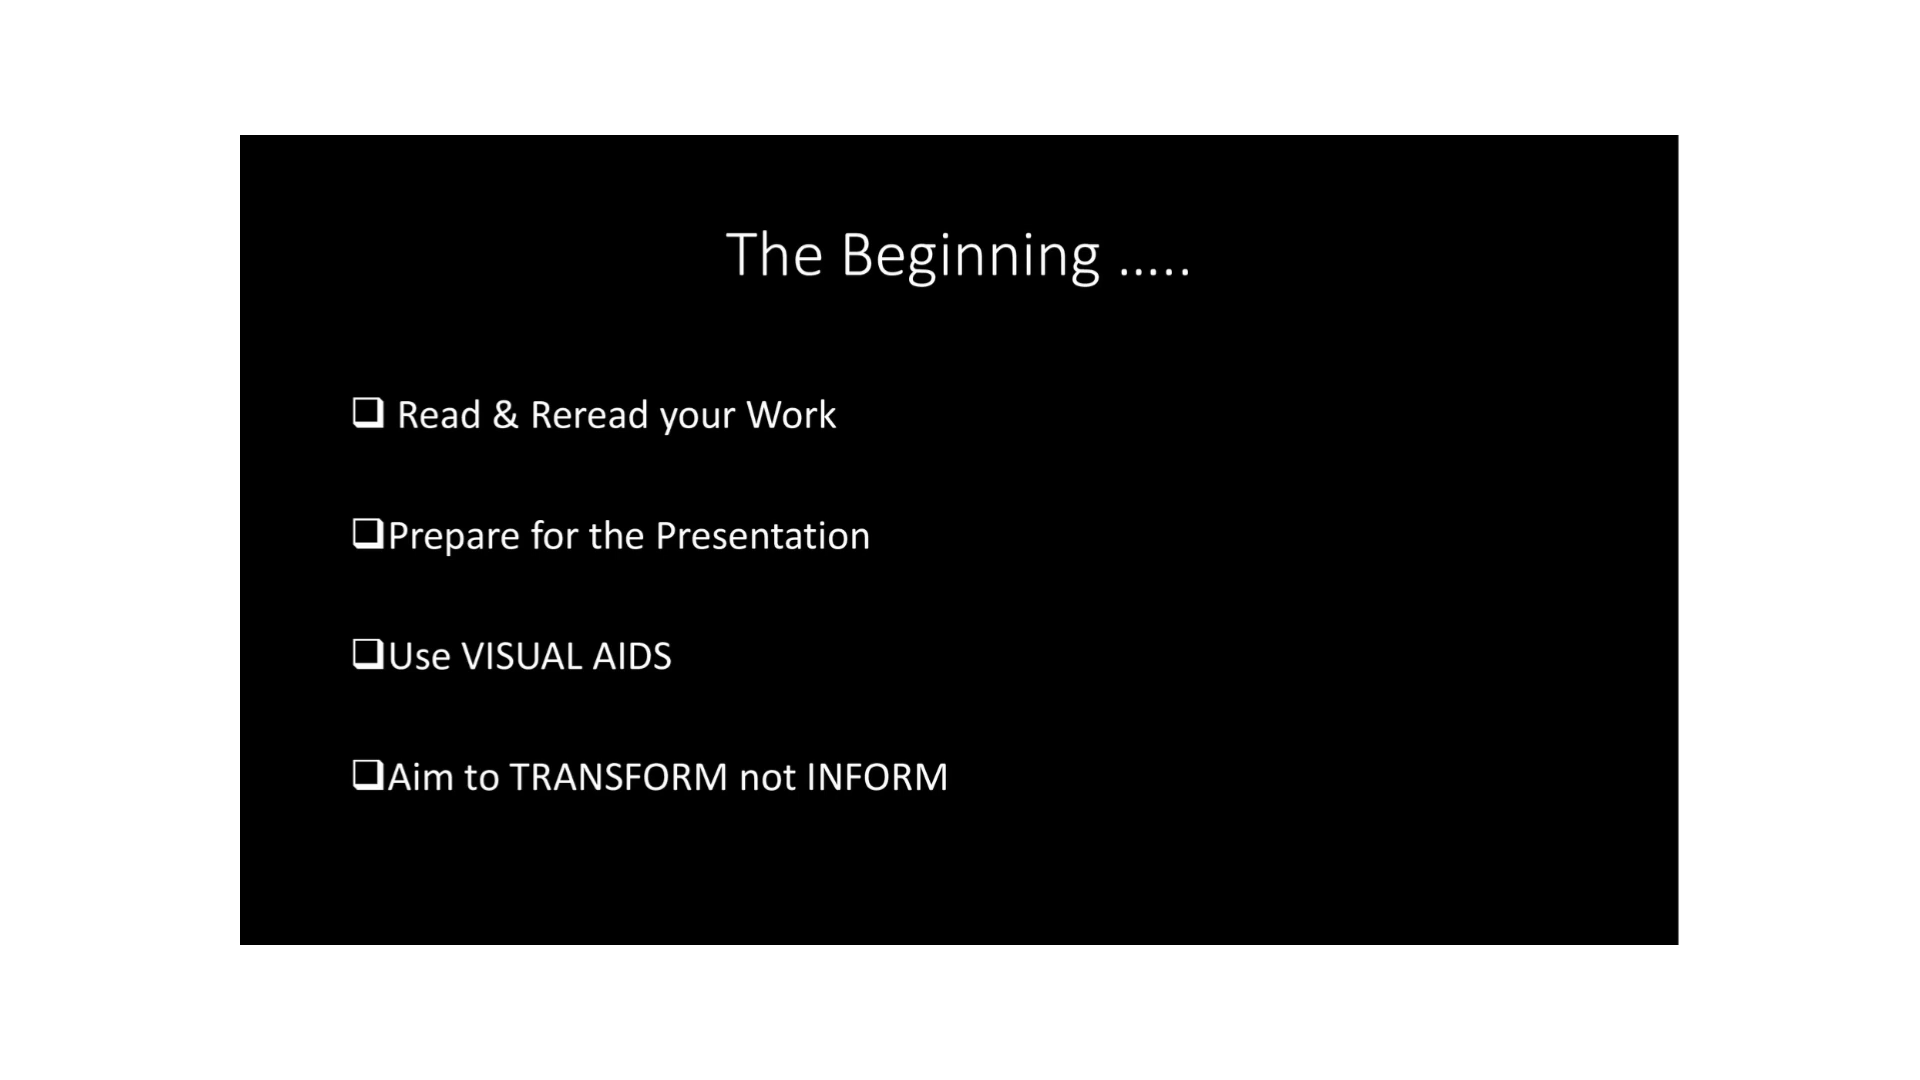 The Beginning .....
❑ Read & Reread your Work
❑Prepare for the Presentation
❑Use VISUAL AIDS
❑Aim to TRANSFORM not INFORM